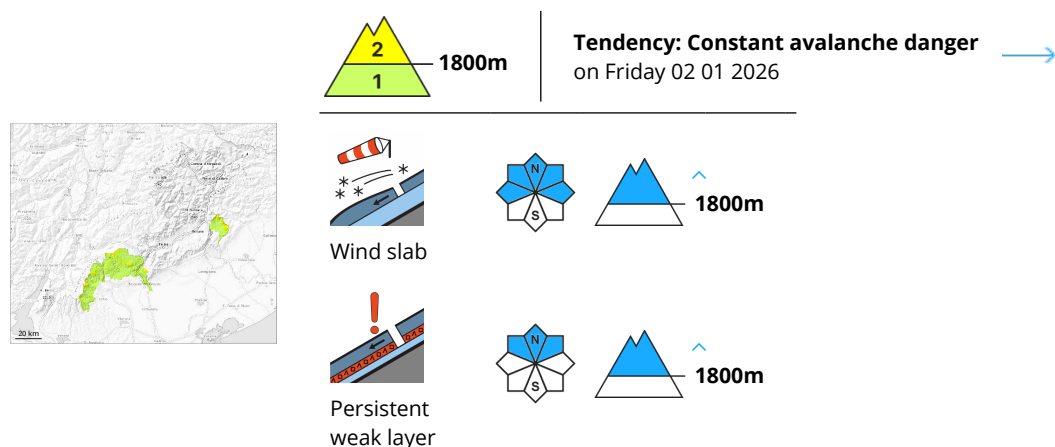 2
1
1800m
Tendency: Constant avalanche danger
on Friday 02 01 2026
N
S
1800m
Wind slab
20 km
N
S
1800m
Persistent
weak layer